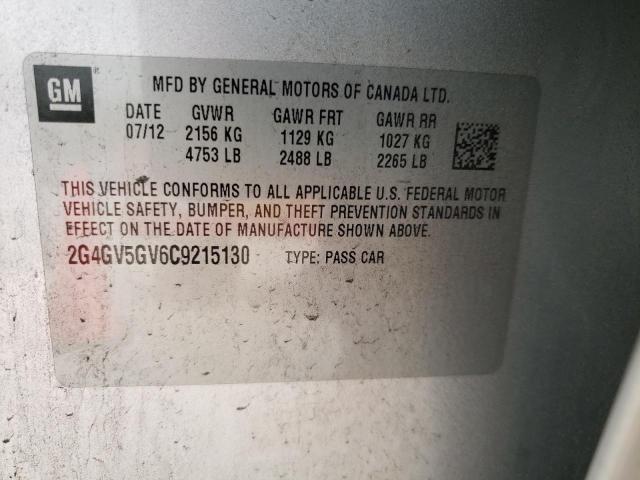 GM
MFD BY GENERAL MOTORS OF CANADA LTD.
DATE GVWR GAWR FRT GAWR RR
07/12 2156 KG 1129 KG 1027 KG
4753 LB 2488 LB 2265 LB
THIS VEHICLE CONFORMS TO ALL APPLICABLE U.S. FEDERAL MOTOR
VEHICLE SAFETY, BUMPER, AND THEFT PREVENTION STANDARDS IN
EFFECT ON THE DATE OF MANUFACTURE SHOWN ABOVE.
2G4GV5GV6C9215130 TYPE: PASS CAR